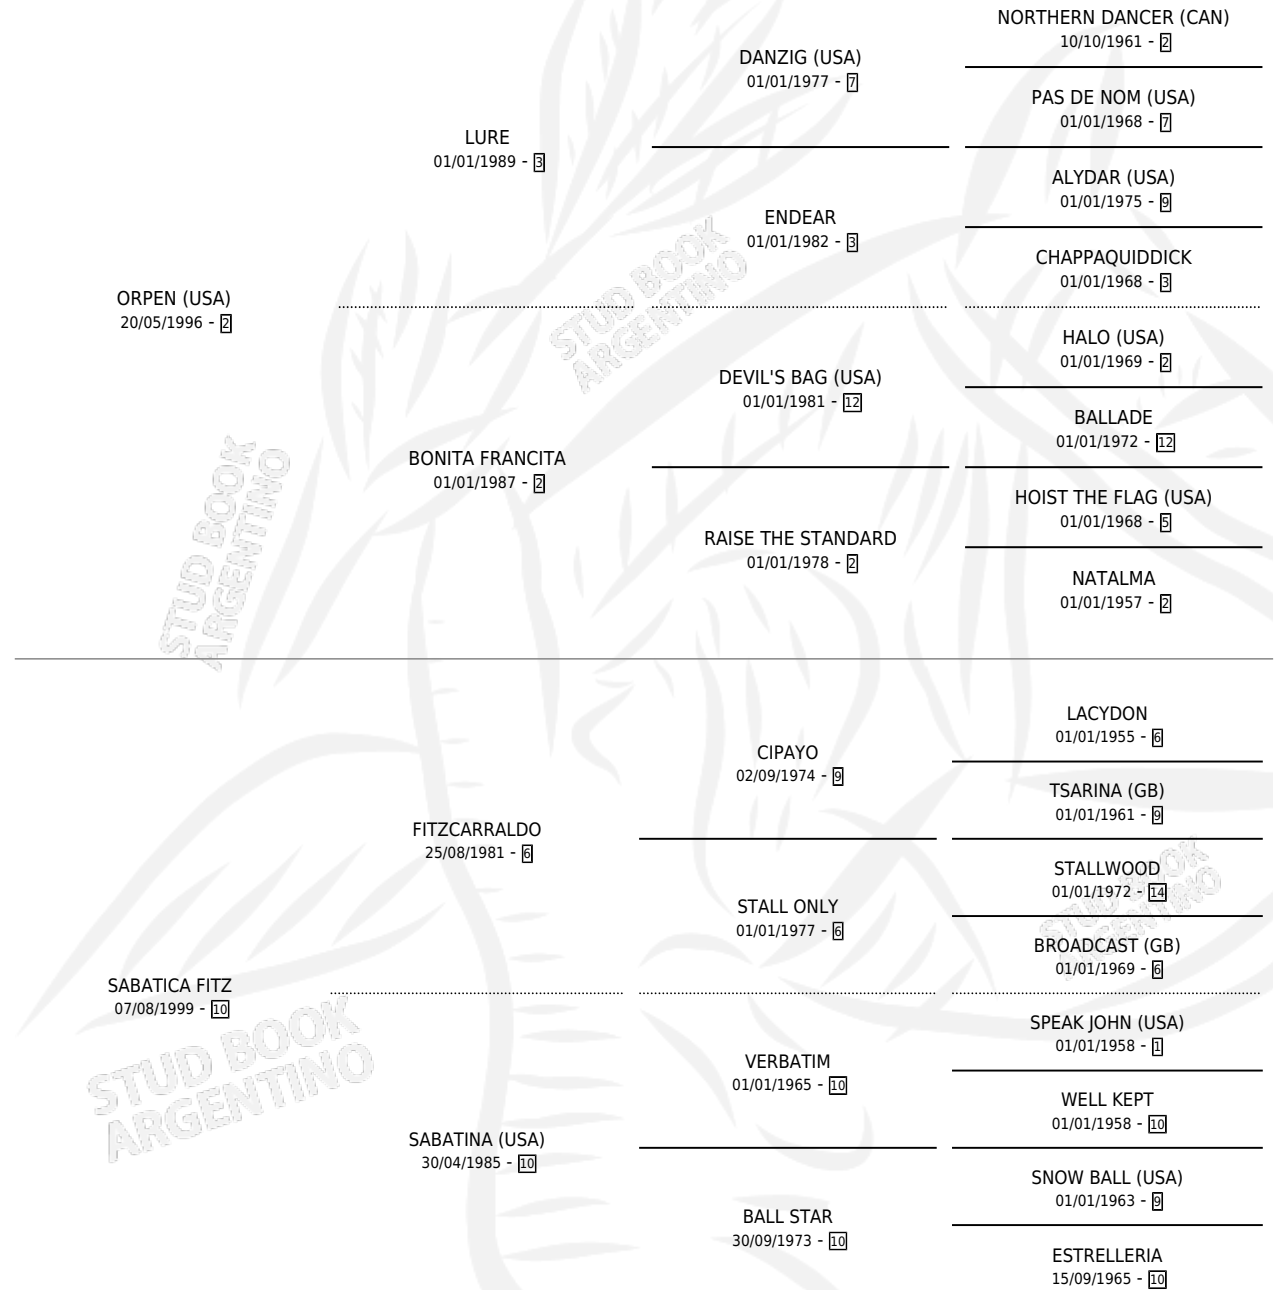 NORTHERN DANCER (CAN)
10/10/1961 - 2
DANZIG (USA)
01/01/1977 - 7
PAS DE NOM (USA)
01/01/1968 - 7
LURE
01/01/1989 - 3
ALYDAR (USA)
01/01/1975 - 9
ENDEAR
01/01/1982 - 3
CHAPPAQUIDDICK
01/01/1968 - 3
ORPEN (USA)
20/05/1996 - 2
HALO (USA)
01/01/1969 - 2
DEVIL'S BAG (USA)
01/01/1981 - 12
BALLADE
01/01/1972 - 12
BONITA FRANCITA
01/01/1987 - 2
HOIST THE FLAG (USA)
01/01/1968 - 5
RAISE THE STANDARD
01/01/1978 - 2
NATALMA
01/01/1957 - 2
LACYDON
01/01/1955 - 6
CIPAYO
02/09/1974 - 9
TSARINA (GB)
01/01/1961 - 9
FITZCARRALDO
25/08/1981 - 6
STALLWOOD
01/01/1972 - 14
STALL ONLY
01/01/1977 - 6
BROADCAST (GB)
01/01/1969 - 6
SABATICA FITZ
07/08/1999 - 10
SPEAK JOHN (USA)
01/01/1958 - 1
VERBATIM
01/01/1965 - 10
WELL KEPT
01/01/1958 - 10
SABATINA (USA)
30/04/1985 - 10
SNOW BALL (USA)
01/01/1963 - 9
BALL STAR
30/09/1973 - 10
ESTRELLERIA
15/09/1965 - 10
STUD BOOK
ARGENTINO
STUD BOOK
ARGENTINO
STUD BOOK
ARGENTINO
STUD BOOK
ARGENTINO